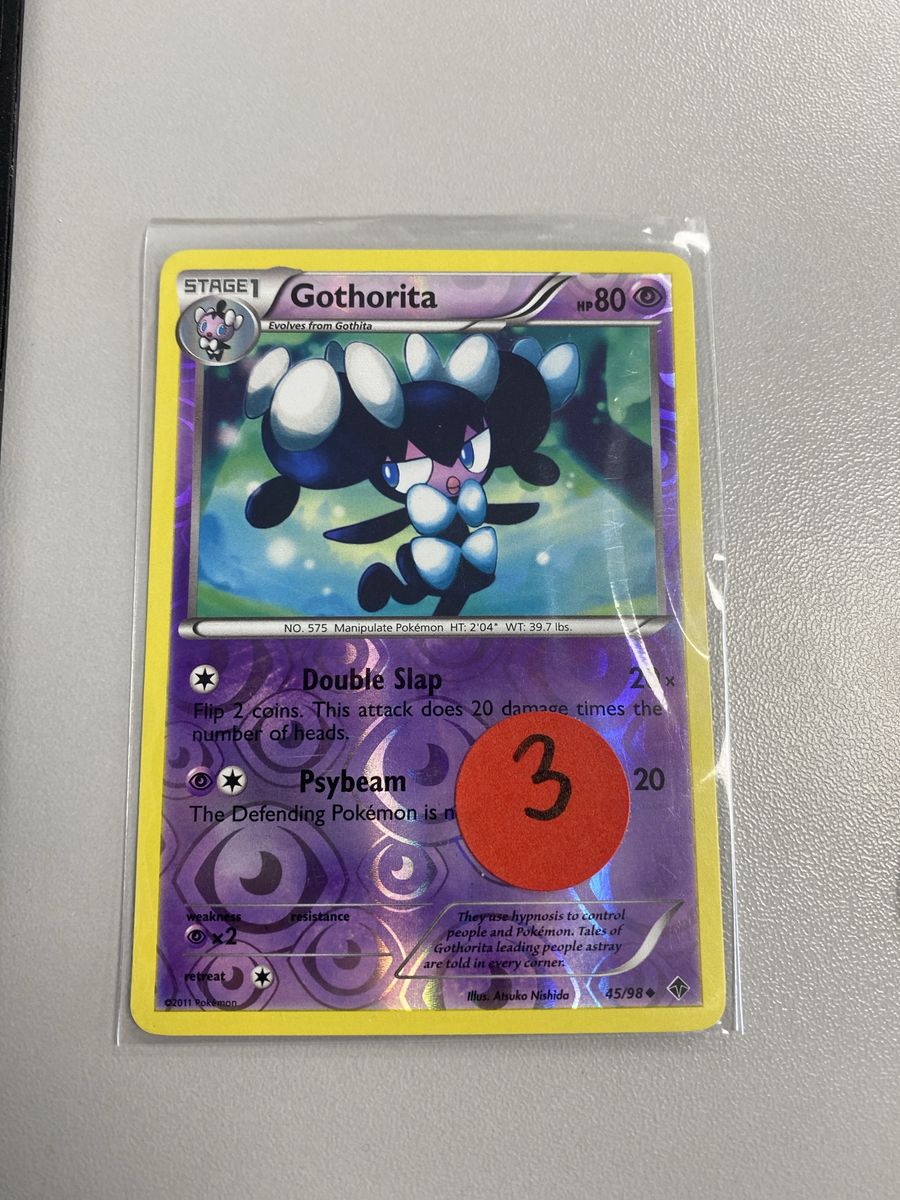 STAGE1
Gothorita
HP80
Evolves from Gothita
NO. 575 Manipulate Pokémon HT: 2'04" WT: 39.7 lbs.
Double Slap 20x
Flip 2 coins. This attack does 20 damage times the
number of heads.
Psybeam 20
The Defending Pokémon is n
3
weakness resistance
x2
They use hypnosis to control
people and Pokémon. Tales of
Gothorita leading people astray
are told in every corner.
retreat
©2011 Pokémon
Illus. Atsuko Nishida 45/98